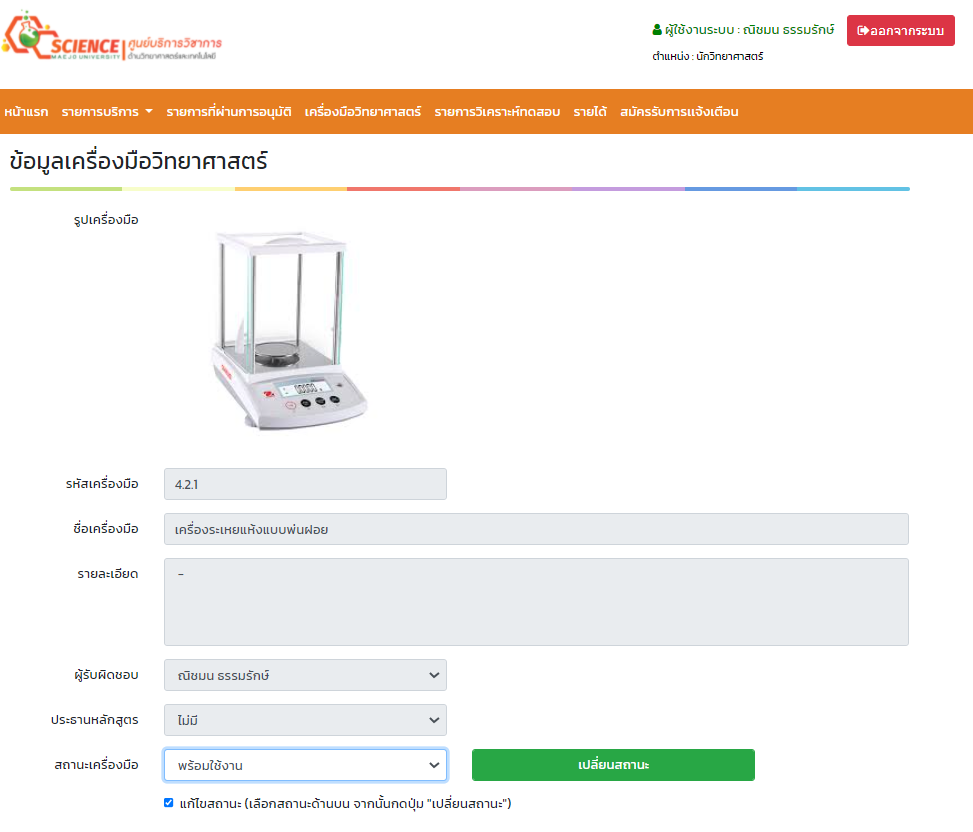 SCIENCE
MAEJO UNIVERSITY
ศูนย์บริการวิชาการ
ด้านวิทยาศาสตร์และเทคโนโลยี
ผู้ใช้งานระบบ : ณิชมน ธรรมรักษ์
ออกจากระบบ
ตำแหน่ง : นักวิทยาศาสตร์
หน้าแรก รายการบริการ รายการที่ผ่านการอนุมัติ เครื่องมือวิทยาศาสตร์ รายการวิเคราะห์ทดสอบ รายได้ สมัครรับการแจ้งเตือน
ข้อมูลเครื่องมือวิทยาศาสตร์
รูปเครื่องมือ
รหัสเครื่องมือ 4.2.1
ชื่อเครื่องมือ เครื่องระเหยแห้งแบบพ่นฝอย
รายละเอียด -
ผู้รับผิดชอบ ณิชมน ธรรมรักษ์
ประธานหลักสูตร ไม่มี
สถานะเครื่องมือ พร้อมใช้งาน เปลี่ยนสถานะ
แก้ไขสถานะ (เลือกสถานะด้านบน จากนั้นกดปุ่ม "เปลี่ยนสถานะ")